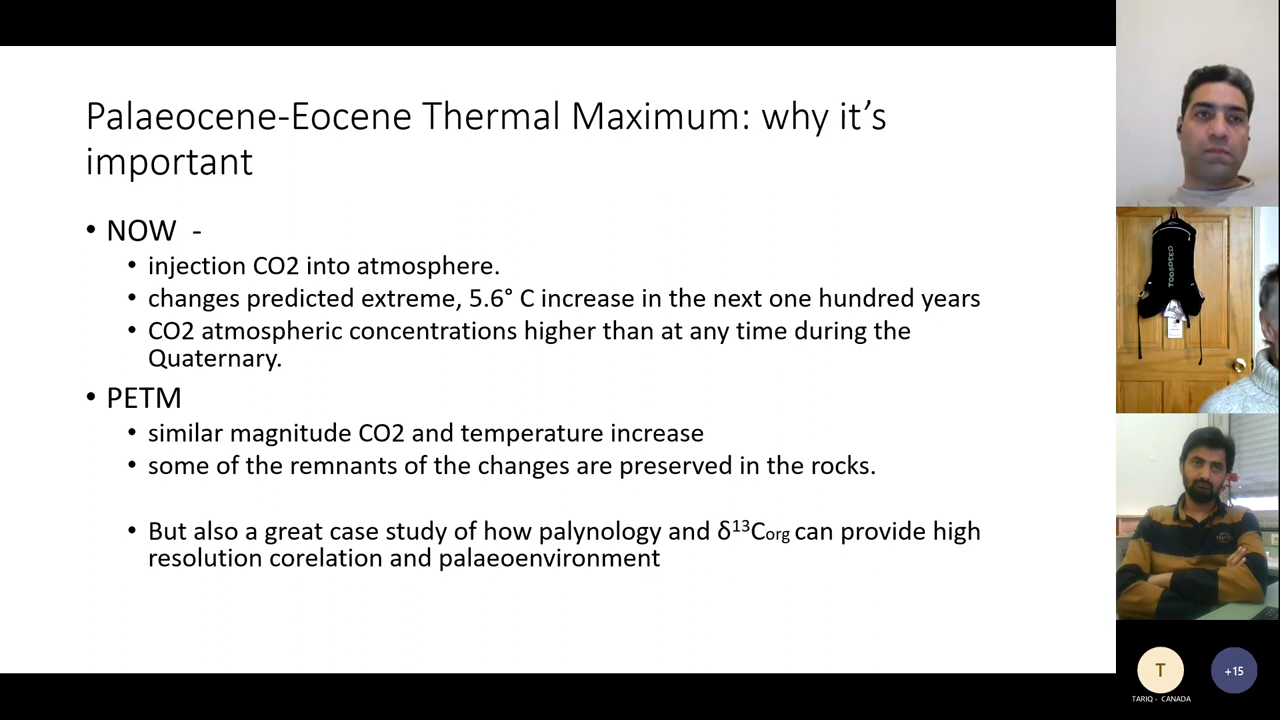 Palaeocene-Eocene Thermal Maximum: why it's
important
• NOW -
• injection CO2 into atmosphere.
• changes predicted extreme, 5.6° C increase in the next one hundred years
• CO2 atmospheric concentrations higher than at any time during the
Quaternary.
• PETM
• similar magnitude CO2 and temperature increase
• some of the remnants of the changes are preserved in the rocks.
• But also a great case study of how palynology and δ¹³Corg can provide high
resolution corelation and palaeoenvironment
TODSPEED
T
+15
TARIQ - CANADA